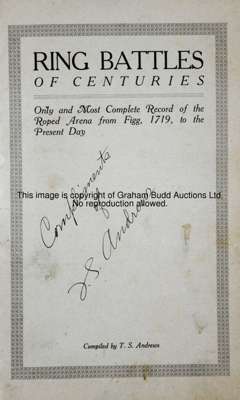 RING BATTLES
OF CENTURIES
Only and Most Complete Record of the
Roped Arena from Figg, 1719, to the
Present Day
Compliments
of
T. S. Andrews
This image is copyright of Graham Budd Auctions Ltd
No reproduction allowed.
Compiled by T. S. Andrews